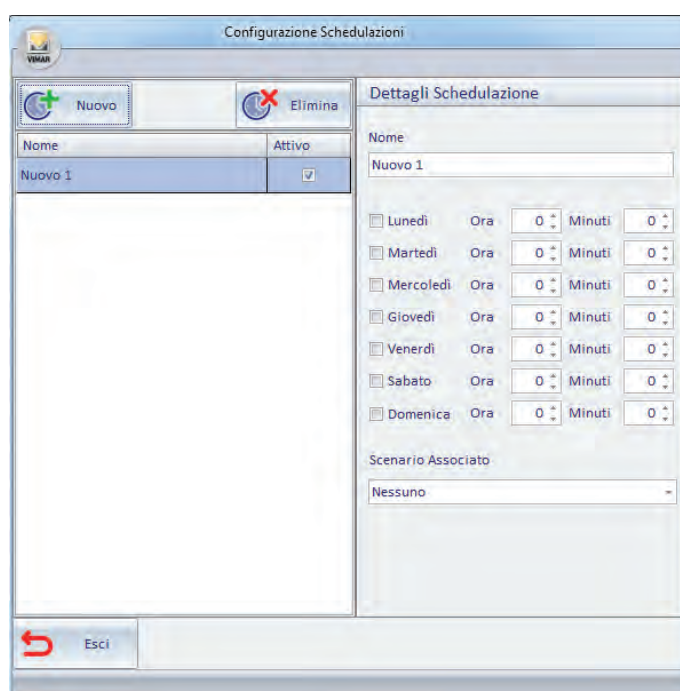 Configurazione Schedulazioni
VIMAR
Nuovo
Elimina
Nome Attivo
Nuovo 1
Dettagli Schedulazione
Nome
Nuovo 1
Lunedì Ora 0 Minuti 0
Martedì Ora 0 Minuti 0
Mercoledì Ora 0 Minuti 0
Giovedì Ora 0 Minuti 0
Venerdì Ora 0 Minuti 0
Sabato Ora 0 Minuti 0
Domenica Ora 0 Minuti 0
Scenario Associato
Nessuno
Esci